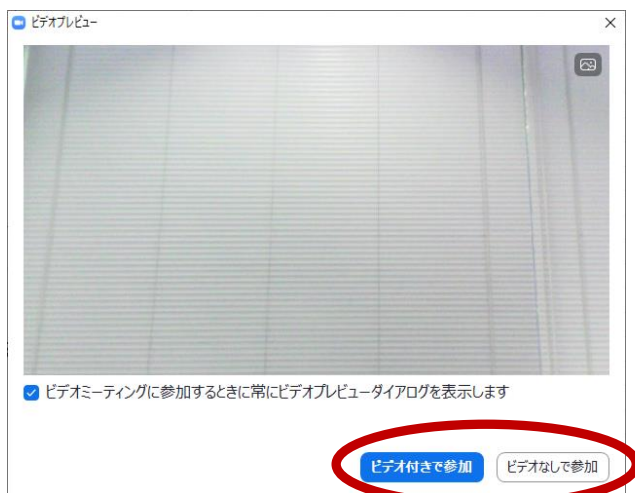 ビデオプレビュー
ビデオミーティングに参加するときに常にビデオプレビューダイアログを表示します
ビデオ付きで参加 ビデオなしで参加